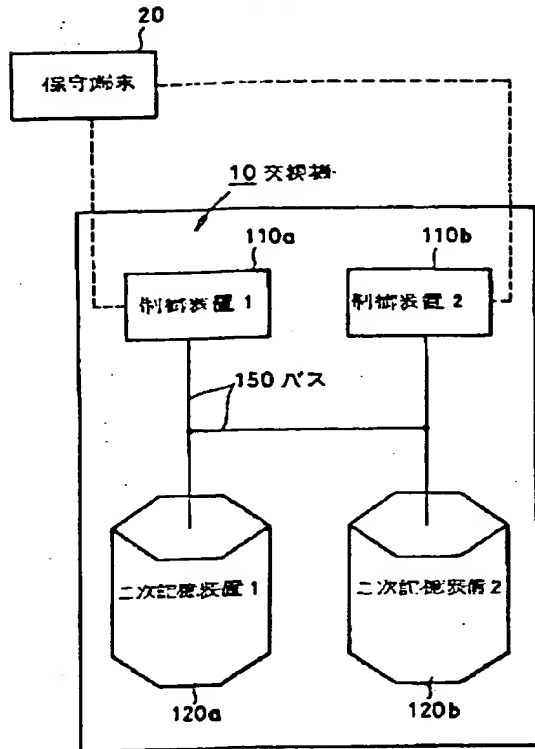 20
保守端末
10 交換機
110a
110b
制御装置 1
制御装置 2
150 バス
二次記憶装置 1
二次記憶装置 2
120a
120b